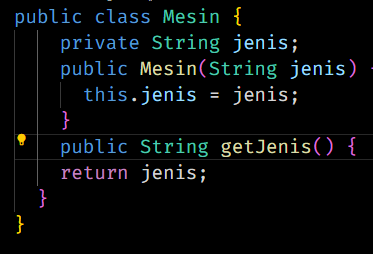 public class Mesin {
private String jenis;
public Mesin(String jenis) {
this.jenis = jenis;
}
public String getJenis() {
return jenis;
}
}